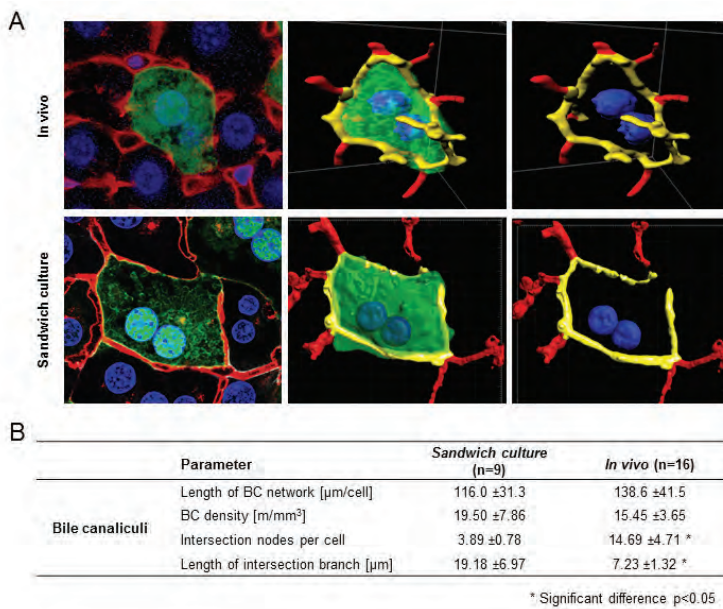 A
In vivo
Sandwich culture
B
Parameter Sandwich culture (n=9) In vivo (n=16)
Bile canaliculi
Length of BC network [µm/cell] 116.0 ±31.3 138.6 ±41.5
BC density [m/mm³] 19.50 ±7.86 15.45 ±3.65
Intersection nodes per cell 3.89 ±0.78 14.69 ±4.71 *
Length of intersection branch [µm] 19.18 ±6.97 7.23 ±1.32 *
* Significant difference p<0.05